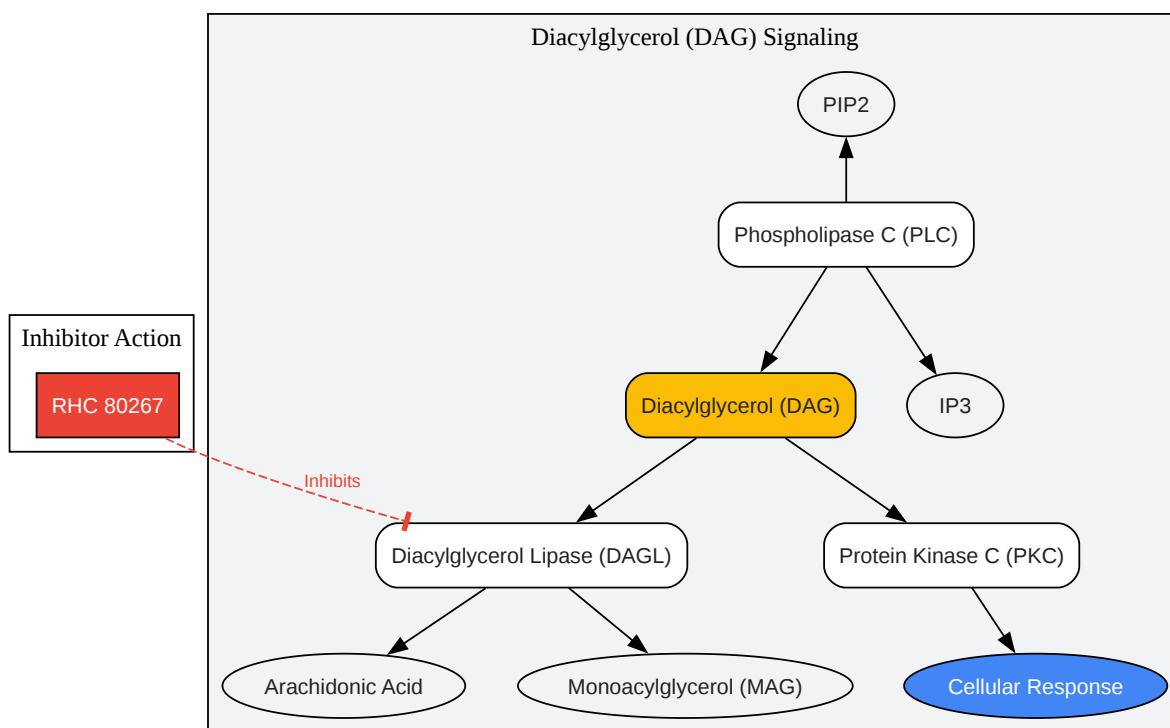 Diacylglycerol (DAG) Signaling
PIP2
Phospholipase C (PLC)
Inhibitor Action
RHC 80267
Diacylglycerol (DAG)
IP3
Inhibits
Diacylglycerol Lipase (DAGL)
Protein Kinase C (PKC)
Arachidonic Acid
Monoacylglycerol (MAG)
Cellular Response